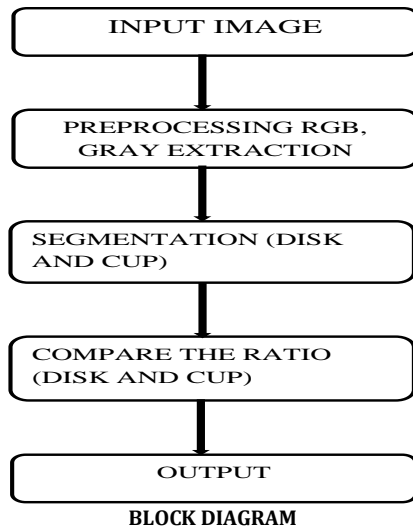 INPUT IMAGE
PREPROCESSING RGB,
GRAY EXTRACTION
SEGMENTATION (DISK
AND CUP)
COMPARE THE RATIO
(DISK AND CUP)
OUTPUT
BLOCK DIAGRAM